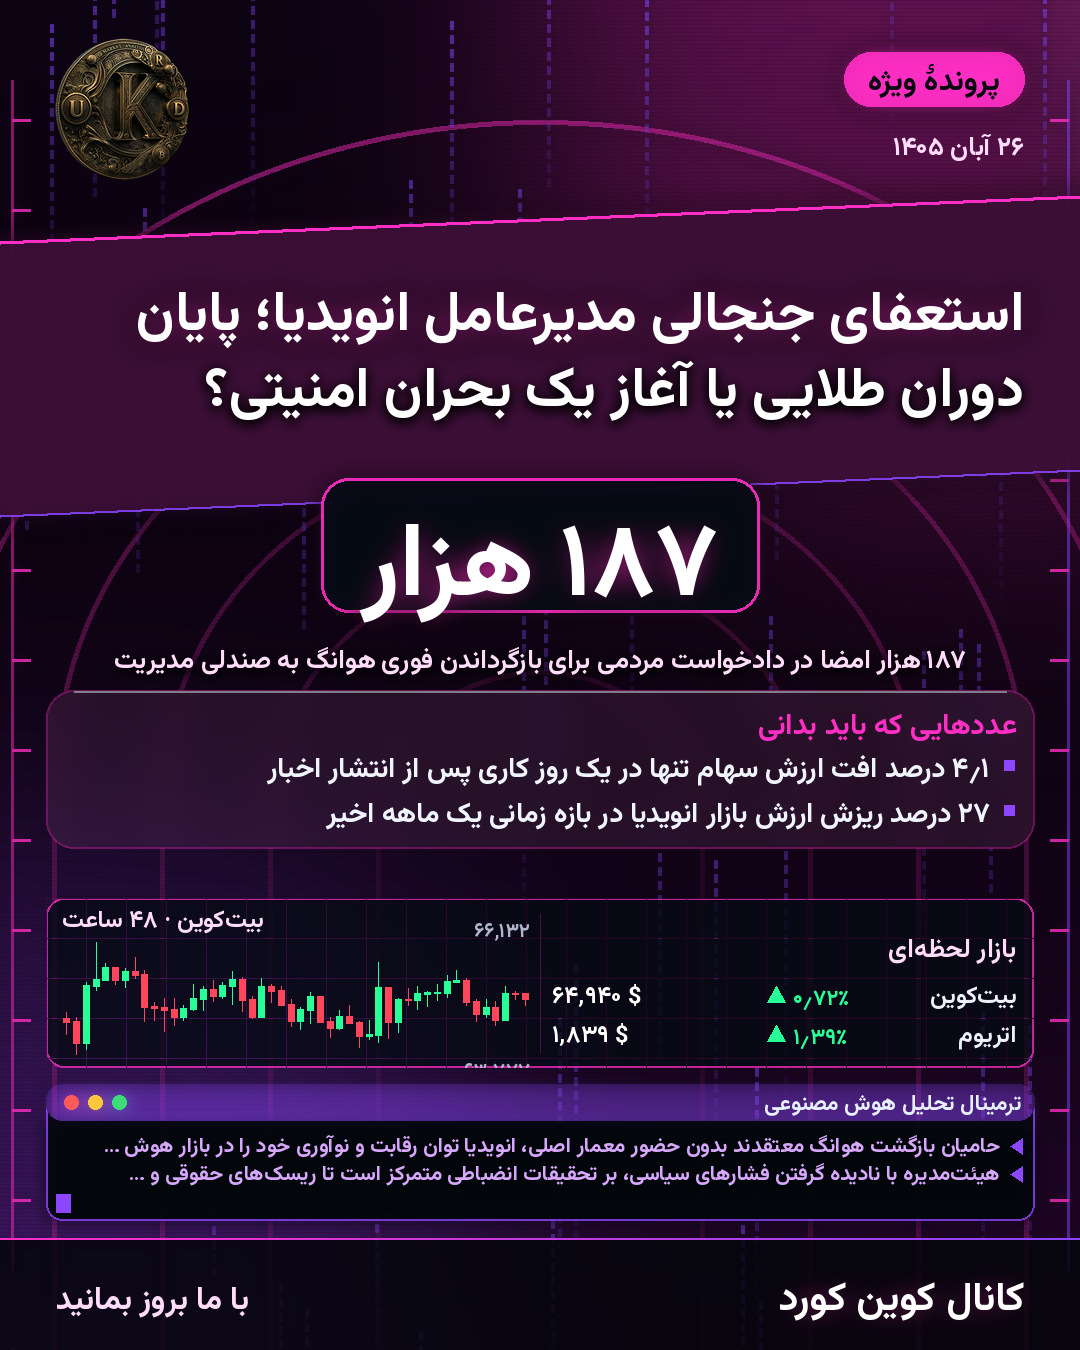 پروندهٔ ویژه
۲۶ آبان ۱۴۰۵
K
U
R
D
استعفای جنجالی مدیرعامل انویدیا؛ پایان
دوران طلایی یا آغاز یک بحران امنیتی؟
۱۸۷ هزار
۱۸۷ هزار امضا در دادخواست مردمی برای بازگرداندن فوری هوانگ به صندلی مدیریت
عددهایی که باید بدانی
۴٫۱ درصد افت ارزش سهام تنها در یک روز کاری پس از انتشار اخبار
۲۷ درصد ریزش ارزش بازار انویدیا در بازه زمانی یک ماهه اخیر
بازار لحظه‌ای
بیت‌کوین ▲ ۰٫۷۲٪ ۶۴,۹۴۰ $
اتریوم ▲ ۱٫۳۹٪ ۱,۸۳۹ $
بیت‌کوین · ۴۸ ساعت
۶۶,۱۳۲
ترمینال تحلیل هوش مصنوعی
حامیان بازگشت هوانگ معتقدند بدون حضور معمار اصلی، انویدیا توان رقابت و نوآوری خود را در بازار هوش ...
هیئت‌مدیره با نادیده گرفتن فشارهای سیاسی، بر تحقیقات انضباطی متمرکز است تا ریسک‌های حقوقی و ...
کانال کوین کورد
با ما بروز بمانید